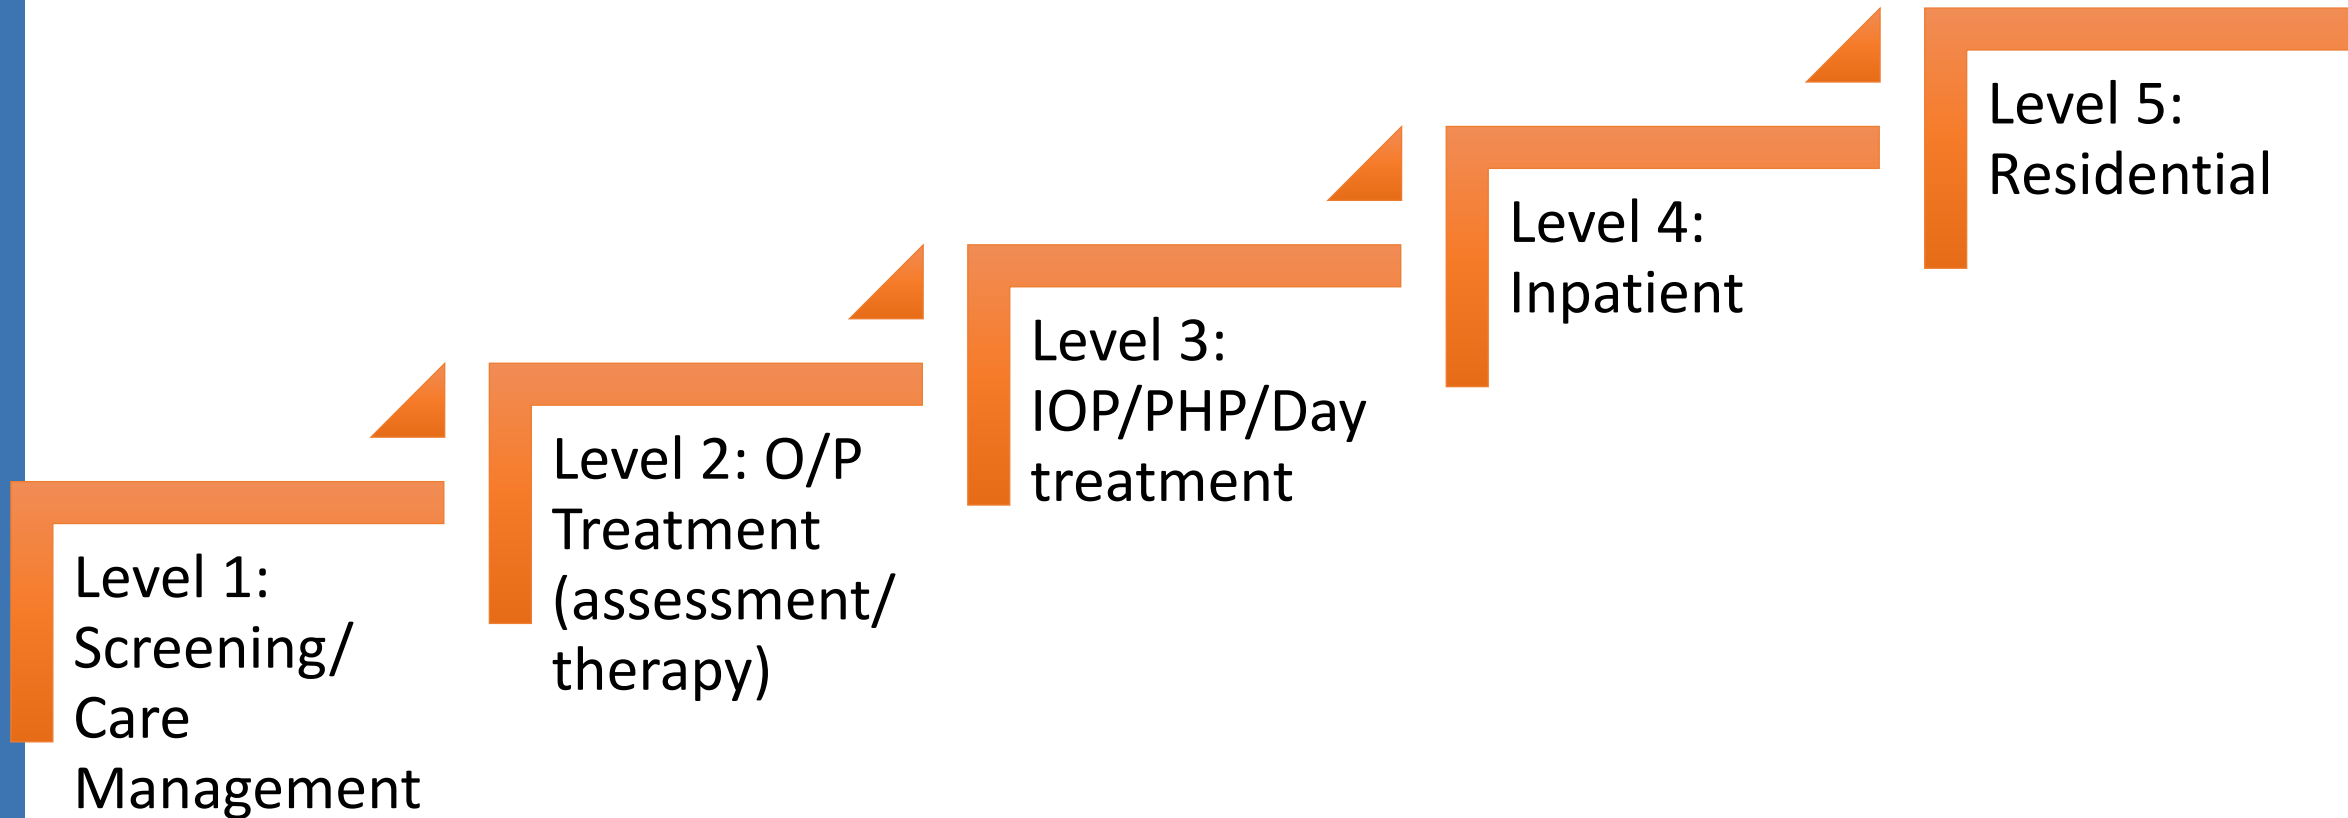 Level 1:
Screening/
Care
Management
Level 2: O/P
Treatment
(assessment/
therapy)
Level 3:
IOP/PHP/Day
treatment
Level 4:
Inpatient
Level 5:
Residential